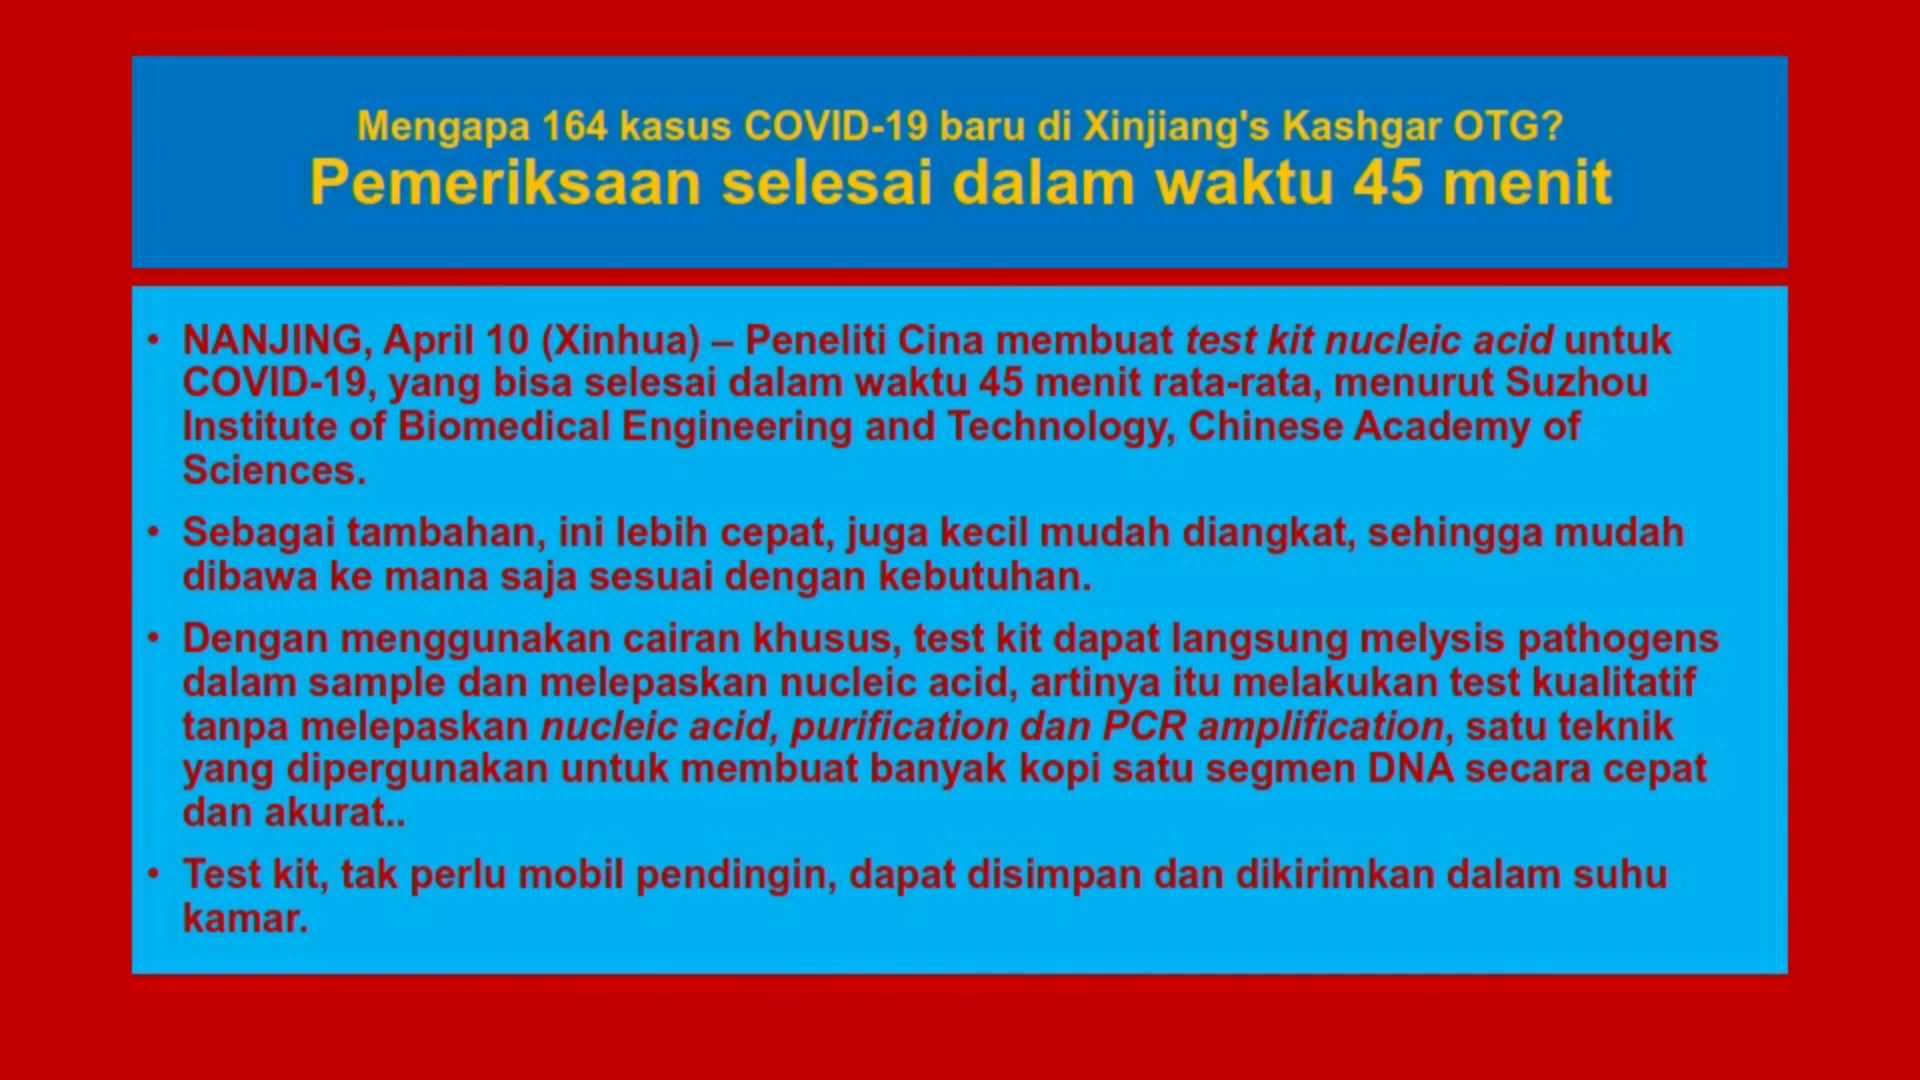 Mengapa 164 kasus COVID-19 baru di Xinjiang's Kashgar OTG?
Pemeriksaan selesai dalam waktu 45 menit
• NANJING, April 10 (Xinhua) – Peneliti Cina membuat test kit nucleic acid untuk
COVID-19, yang bisa selesai dalam waktu 45 menit rata-rata, menurut Suzhou
Institute of Biomedical Engineering and Technology, Chinese Academy of
Sciences.
• Sebagai tambahan, ini lebih cepat, juga kecil mudah diangkat, sehingga mudah
dibawa ke mana saja sesuai dengan kebutuhan.
• Dengan menggunakan cairan khusus, test kit dapat langsung melysis pathogens
dalam sample dan melepaskan nucleic acid, artinya itu melakukan test kualitatif
tanpa melepaskan nucleic acid, purification dan PCR amplification, satu teknik
yang dipergunakan untuk membuat banyak kopi satu segmen DNA secara cepat
dan akurat..
• Test kit, tak perlu mobil pendingin, dapat disimpan dan dikirimkan dalam suhu
kamar.